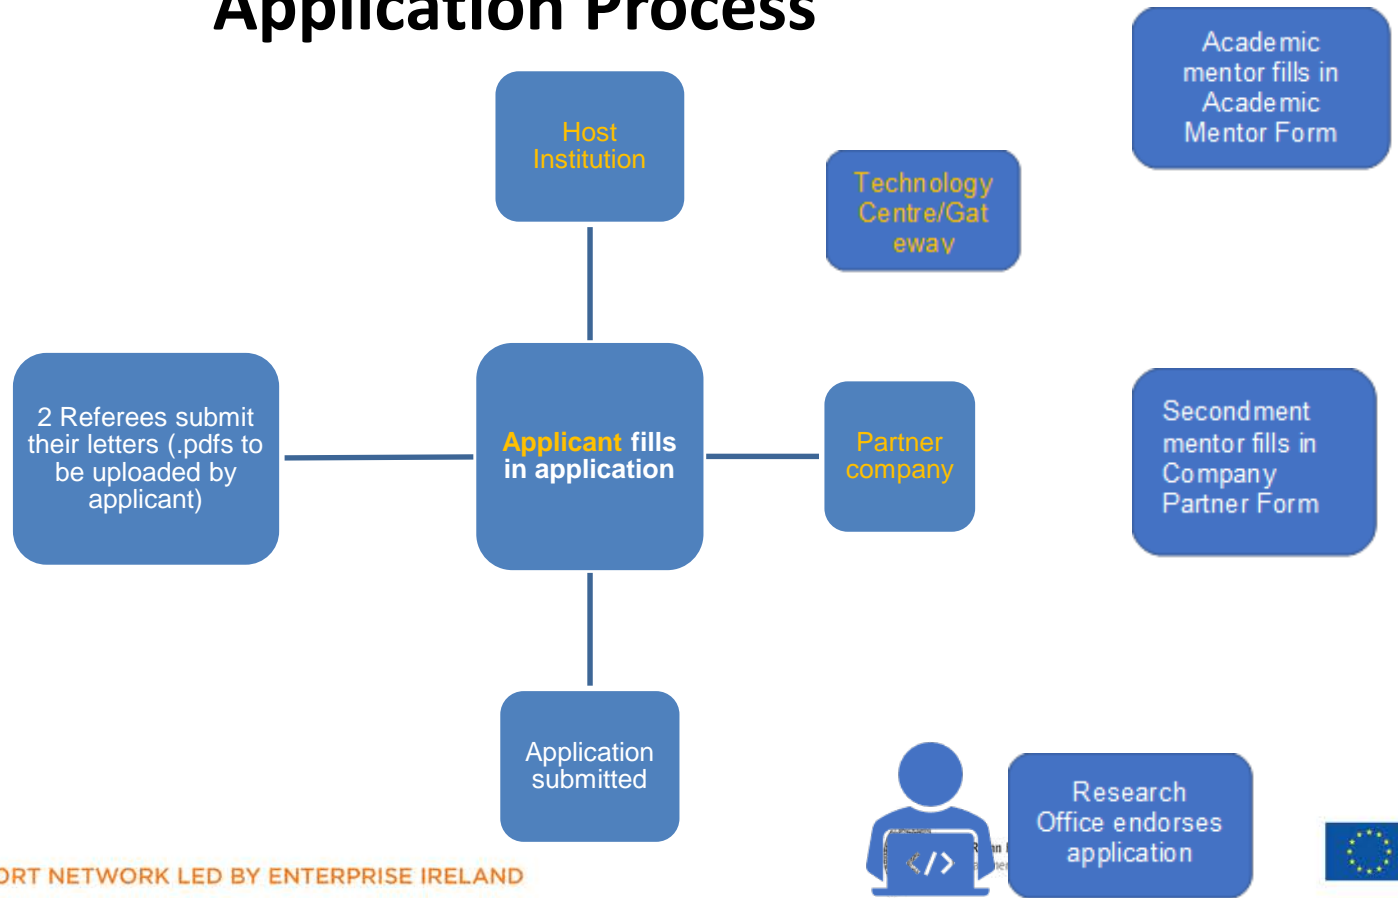 Application Process
Academic
mentor fills in
Academic
Mentor Form
Host
Institution
Technology
Centre/Gat
eway
2 Referees submit
their letters (.pdfs to
be uploaded by
applicant)
Applicant fills
in application
Partner
company
Secondment
mentor fills in
Company
Partner Form
Application
submitted
Research
Office endorses
application
</>
ORT NETWORK LED BY ENTERPRISE IRELAND